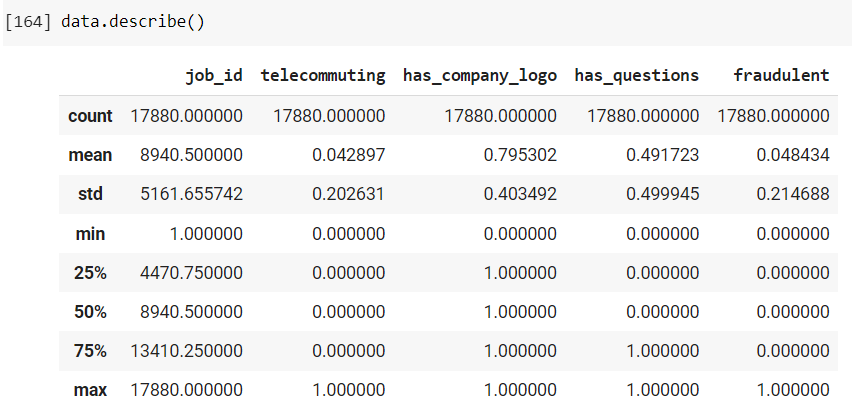 [164] data.describe()
job_id telecommuting has_company_logo has_questions fraudulent
count 17880.000000 17880.000000 17880.000000 17880.000000 17880.000000
mean 8940.500000 0.042897 0.795302 0.491723 0.048434
std 5161.655742 0.202631 0.403492 0.499945 0.214688
min 1.000000 0.000000 0.000000 0.000000 0.000000
25% 4470.750000 0.000000 1.000000 0.000000 0.000000
50% 8940.500000 0.000000 1.000000 0.000000 0.000000
75% 13410.250000 0.000000 1.000000 1.000000 0.000000
max 17880.000000 1.000000 1.000000 1.000000 1.000000